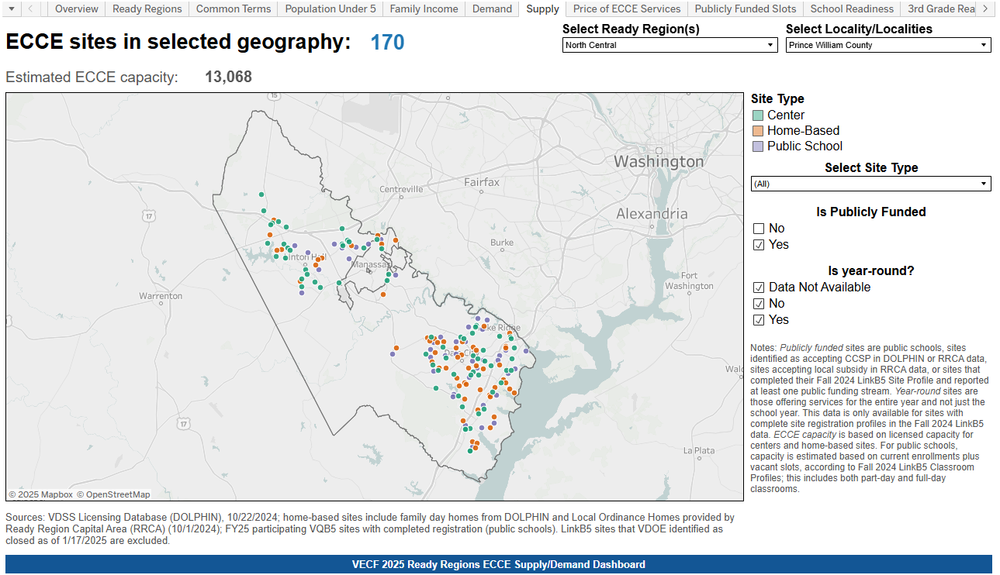 Overview Ready Regions Common Terms Population Under 5 Family Income Demand Supply Price of ECCE Services Publicly Funded Slots School Readiness 3rd Grade Rea
ECCE sites in selected geography: 170
Select Ready Region(s)
North Central
Select Locality/Localities
Prince William County
Estimated ECCE capacity: 13,068
15
Washington
Centreville
Fairfax
17
Alexandria
Burke
Manassas
Fort
Washington
Warrenton
17
La Plata
© 2025 Mapbox © OpenStreetMap
Site Type
Center
Home-Based
Public School
Select Site Type
(All)
Is Publicly Funded
No
Yes
Is year-round?
Data Not Available
No
Yes
Notes: Publicly funded sites are public schools, sites
identified as accepting CCSP in DOLPHIN or RRCA data,
sites accepting local subsidy in RRCA data, or sites that
completed their Fall 2024 LinkB5 Site Profile and reported
at least one public funding stream. Year-round sites are
those offering services for the entire year and not just the
school year. This data is only available for sites with
complete site registration profiles in the Fall 2024 LinkB5
data. ECCE capacity is based on licensed capacity for
centers and home-based sites. For public schools,
capacity is estimated based on current enrollments plus
vacant slots, according to Fall 2024 LinkB5 Classroom
Profiles; this includes both part-day and full-day
classrooms.
Sources: VDSS Licensing Database (DOLPHIN), 10/22/2024; home-based sites include family day homes from DOLPHIN and Local Ordinance Homes provided by
Ready Region Capital Area (RRCA) (10/1/2024); FY25 participating VQB5 sites with completed registration (public schools). LinkB5 sites that VDOE identified as
closed as of 1/17/2025 are excluded.
VECF 2025 Ready Regions ECCE Supply/Demand Dashboard